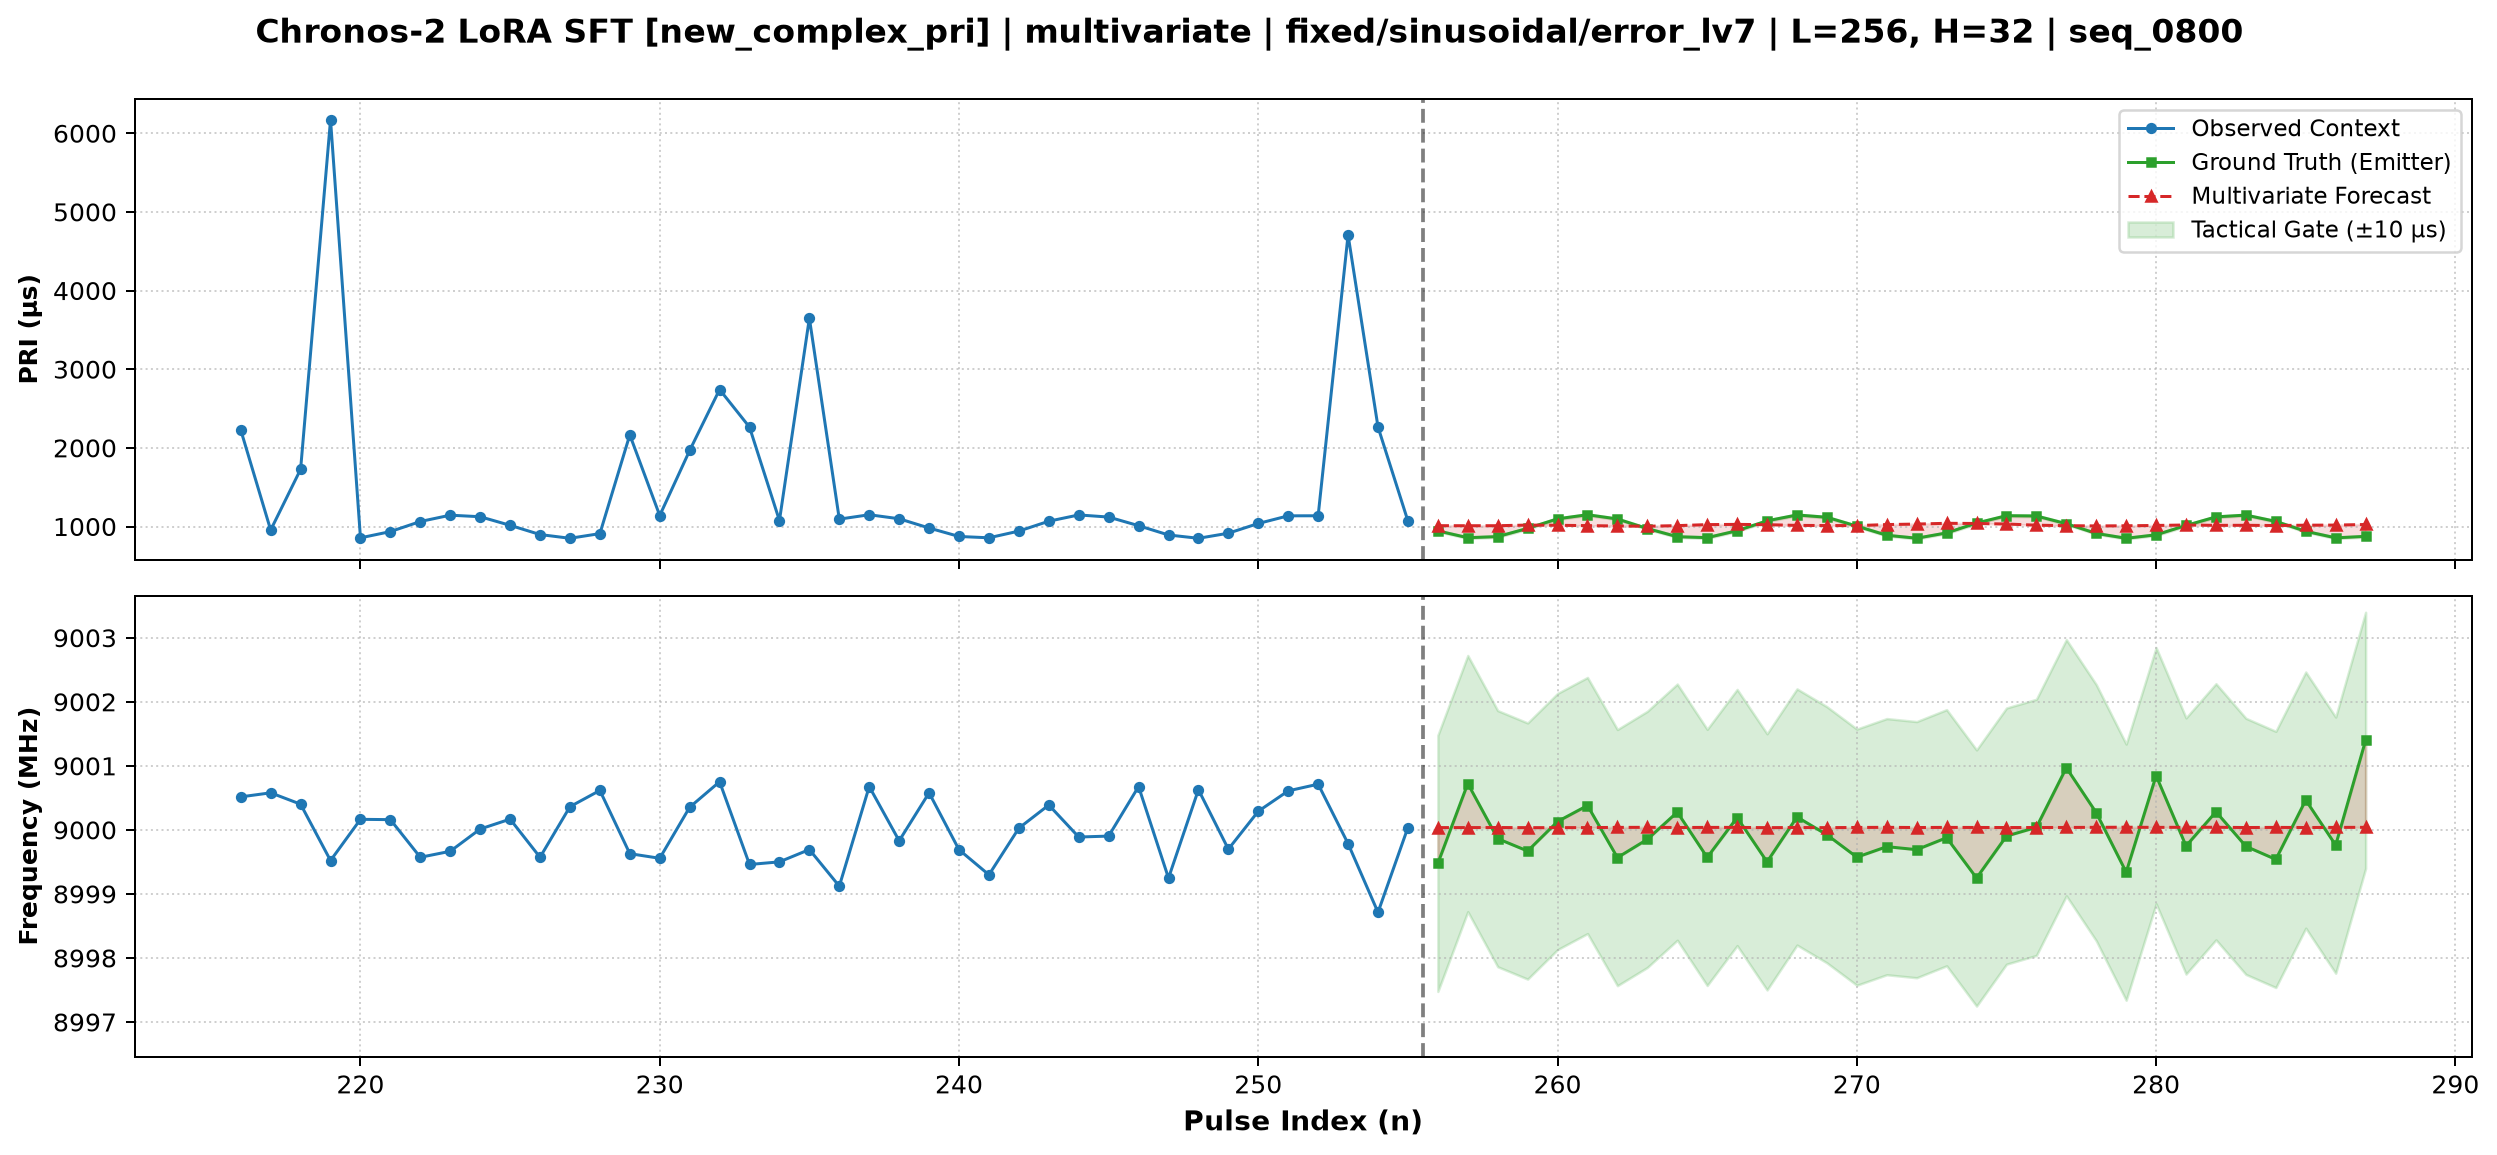 Chronos-2 LoRA SFT [new_complex_pri] | multivariate | fixed/sinusoidal/error_lv7 | L=256, H=32 | seq_0800
PRI (µs)
6000
5000
4000
3000
2000
1000
Observed Context
Ground Truth (Emitter)
Multivariate Forecast
Tactical Gate (±10 µs)
Frequency (MHz)
9003
9002
9001
9000
8999
8998
8997
220 230 240 250 260 270 280 290
Pulse Index (n)